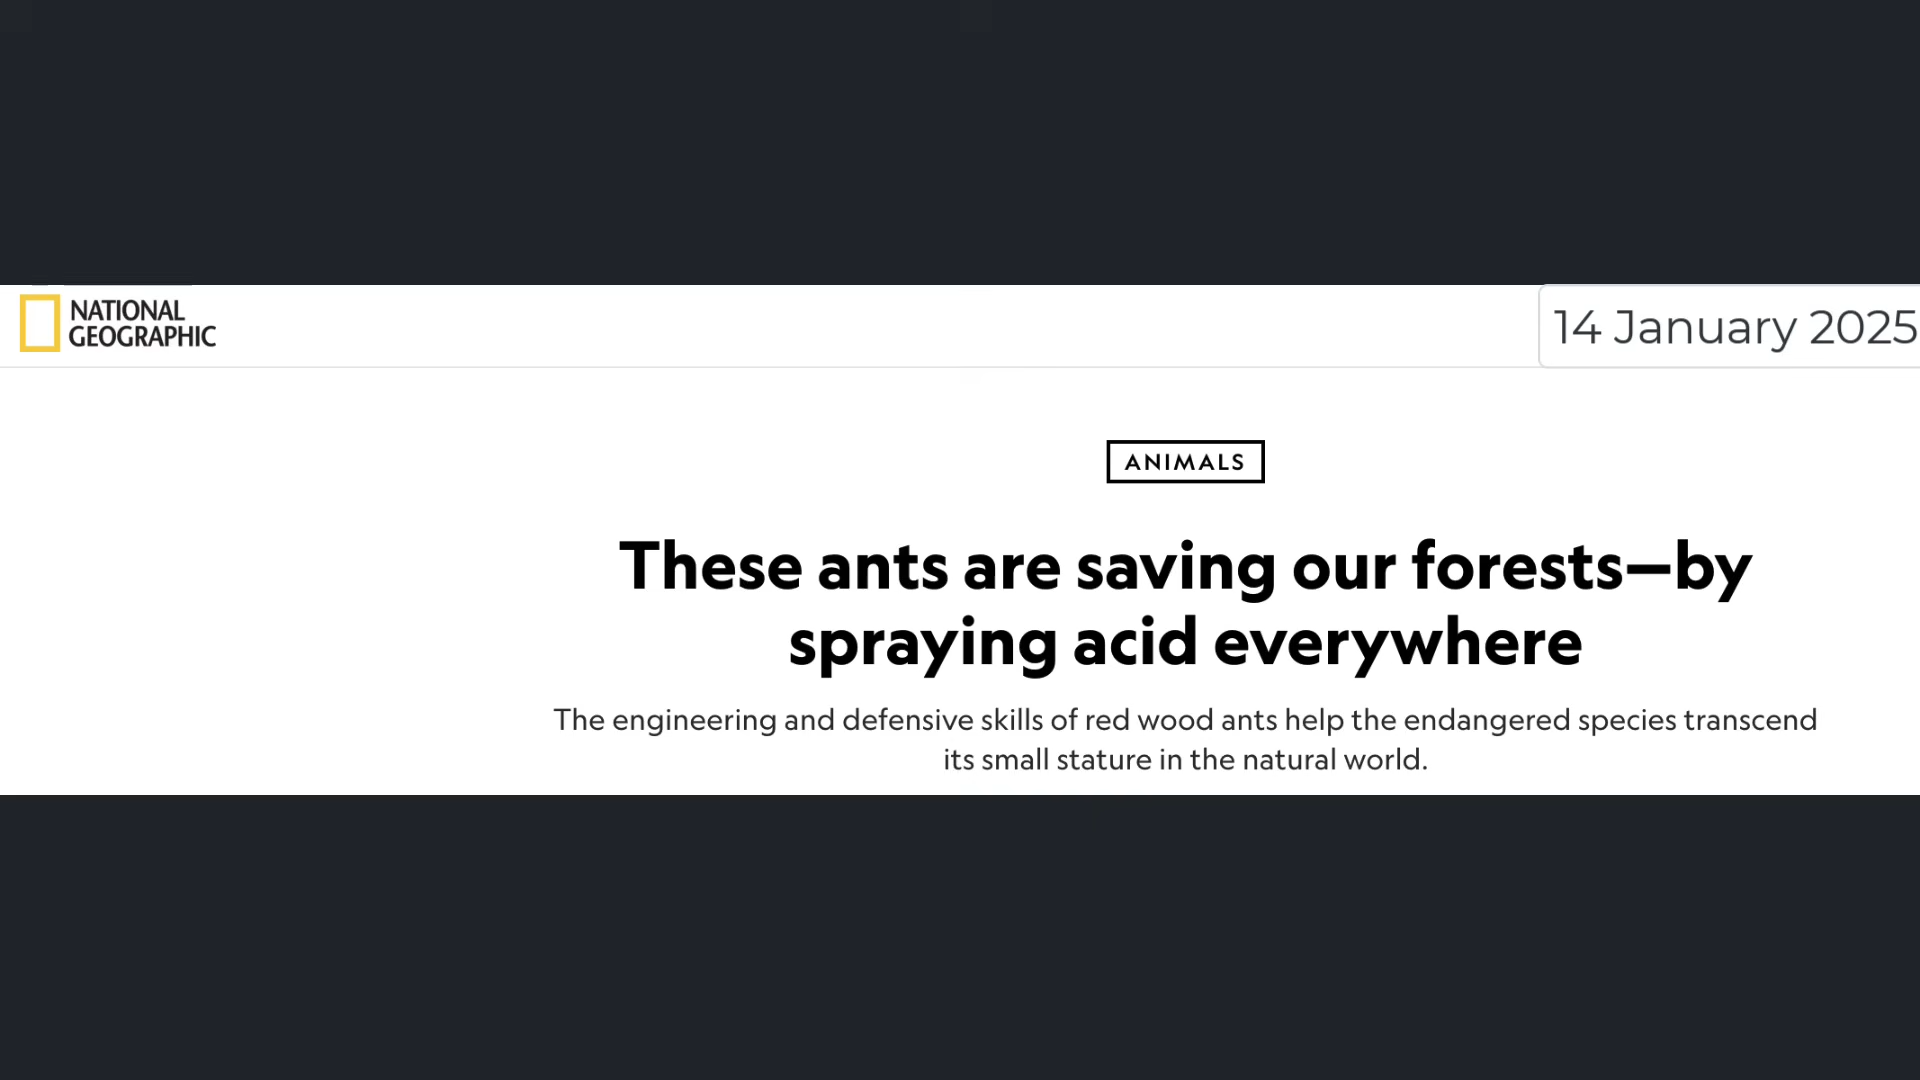 NATIONAL
GEOGRAPHIC
14 January 2025
ANIMALS
These ants are saving our forests—by
spraying acid everywhere
The engineering and defensive skills of red wood ants help the endangered species transcend
its small stature in the natural world.